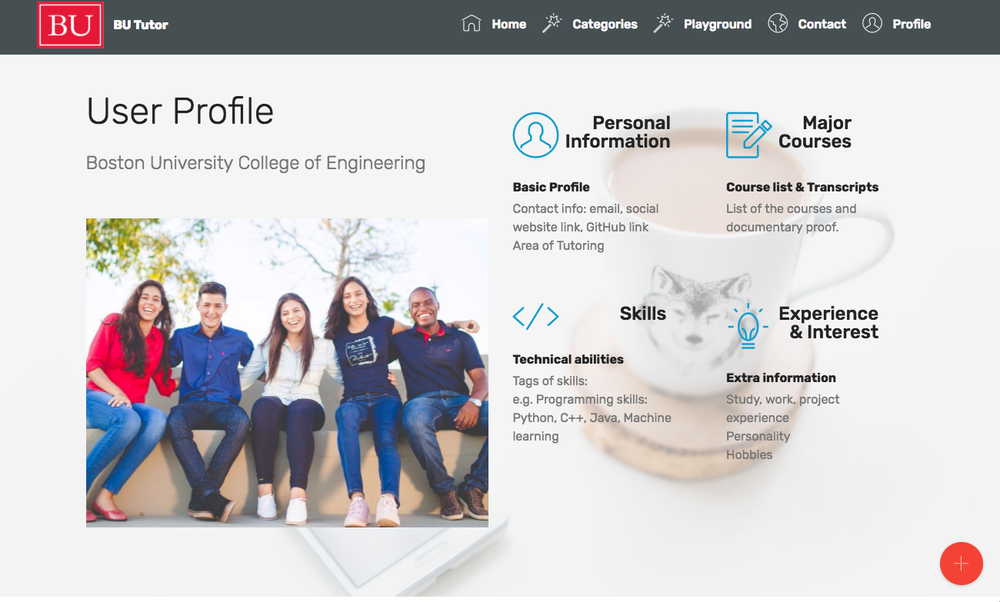 BU
BU Tutor
Home
Categories
Playground
Contact
Profile
User Profile
Boston University College of Engineering
Personal
Information
Basic Profile
Contact info: email, social
website link, GitHub link
Area of Tutoring
Major
Courses
Course list & Transcripts
List of the courses and
documentary proof.
Skills
Technical abilities
Tags of skills:
e.g. Programming skills:
Python, C++, Java, Machine
learning
Experience
& Interest
Extra information
Study, work, project
experience
Personality
Hobbies